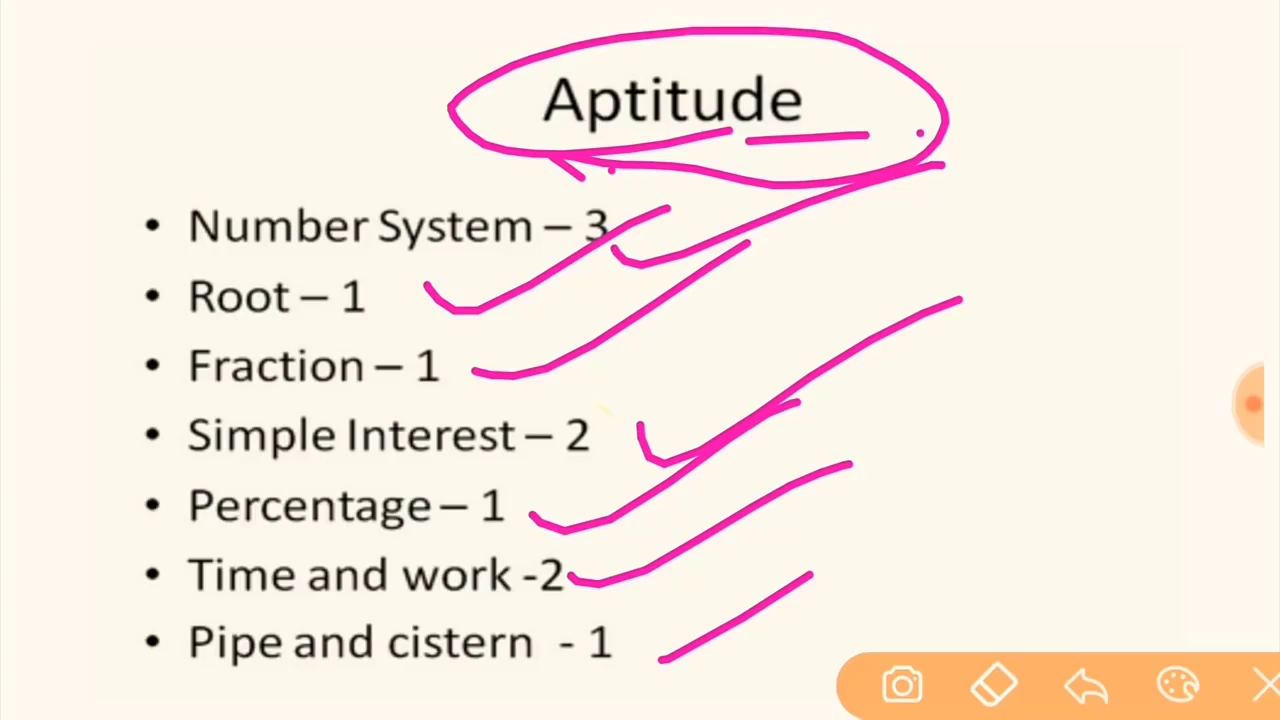 Aptitude
• Number System – 3
• Root – 1
• Fraction – 1
• Simple Interest – 2
• Percentage – 1
• Time and work -2
• Pipe and cistern - 1